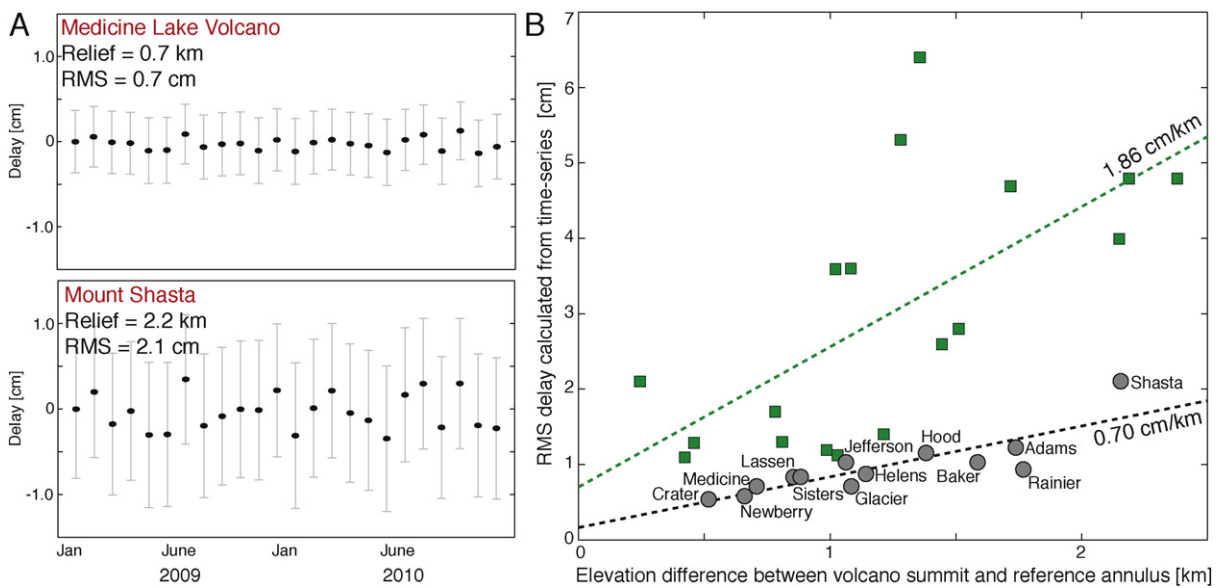 A
Medicine Lake Volcano
Relief = 0.7 km
RMS = 0.7 cm
1.0
0
-1.0
Delay [cm]
Mount Shasta
Relief = 2.2 km
RMS = 2.1 cm
1.0
0
-1.0
Delay [cm]
Jan June Jan June
2009 2010
B
7
6
5
4
3
2
1
0
RMS delay calculated from time-series [cm]
1.86 cm/km
Shasta
0.70 cm/km
Jefferson
Hood
Adams
Lassen
Medicine
Helens
Baker
Rainier
Crater
Sisters
Glacier
Newberry
0 1 2
Elevation difference between volcano summit and reference annulus [km]